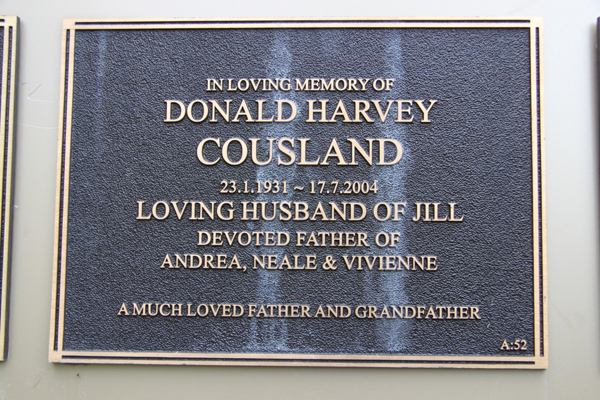 IN LOVING MEMORY OF
DONALD HARVEY
COUSLAND
23.1.1931 ~ 17.7.2004
LOVING HUSBAND OF JILL
DEVOTED FATHER OF
ANDREA, NEALE & VIVIENNE
A MUCH LOVED FATHER AND GRANDFATHER
A:52